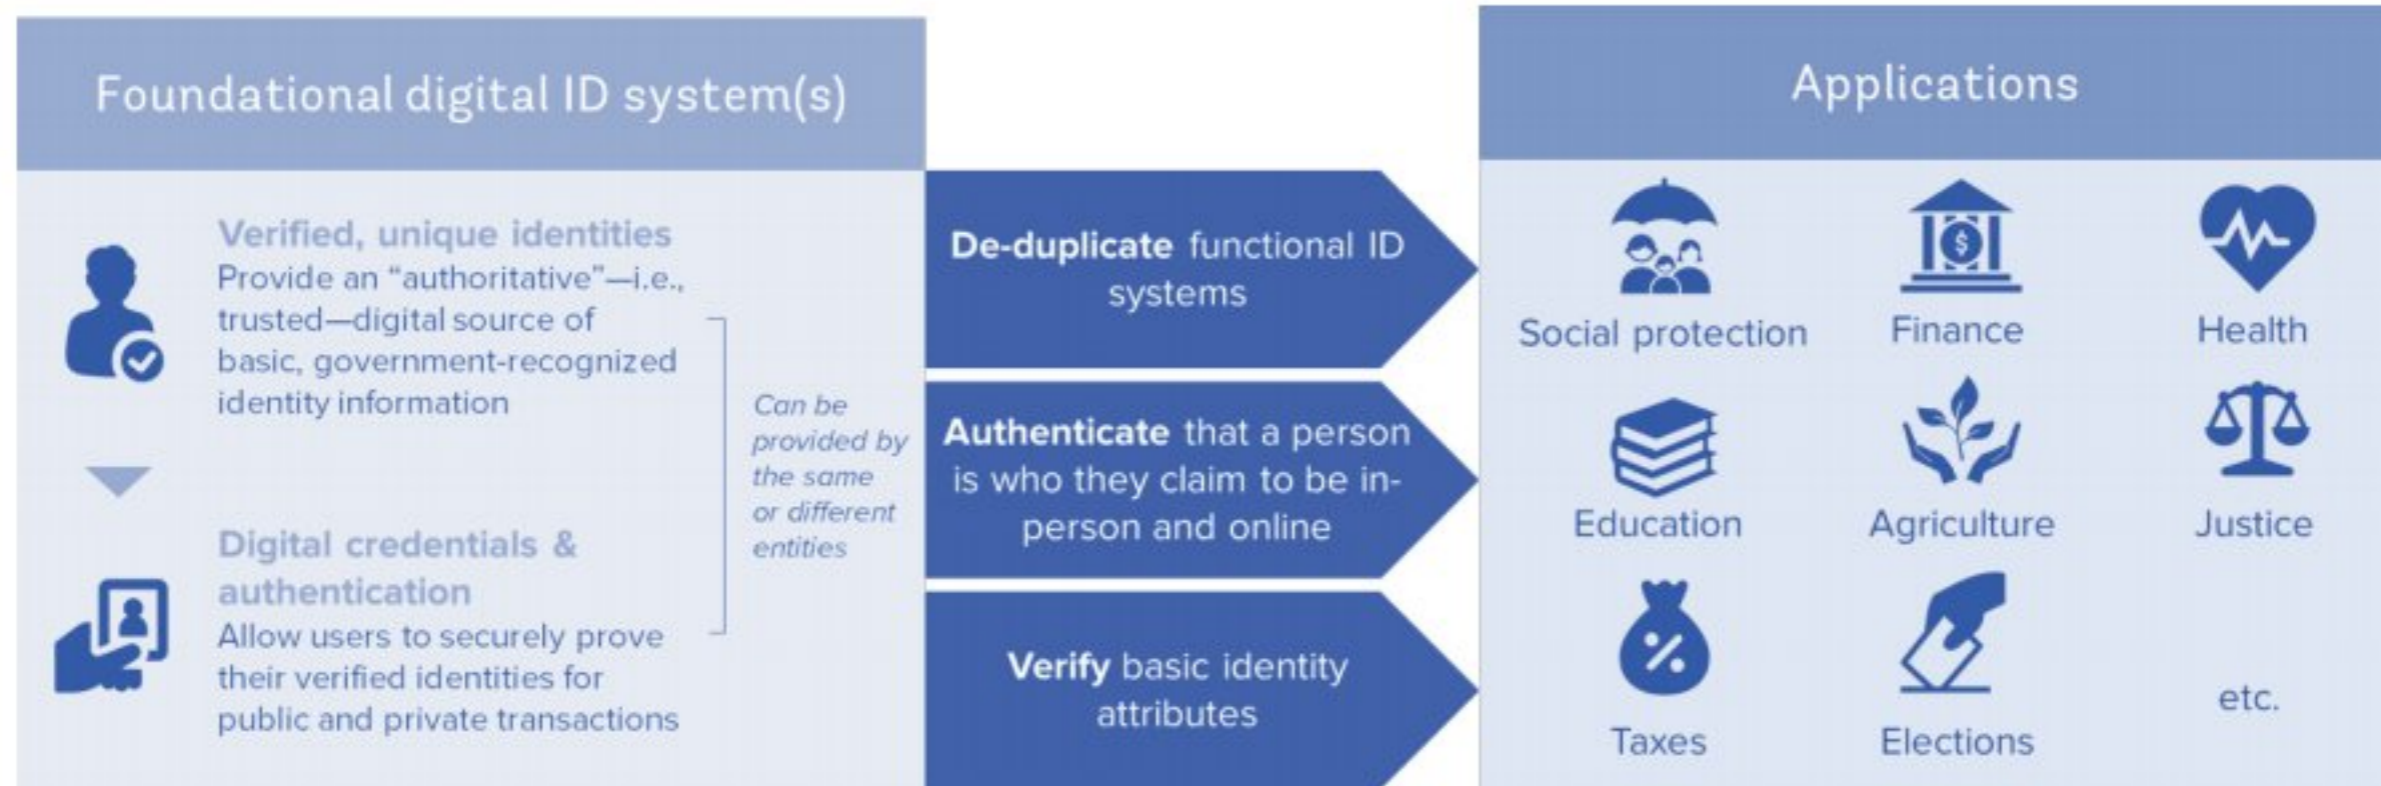 Foundational digital ID system(s)
Verified, unique identities
Provide an “authoritative”—i.e.,
trusted—digital source of
basic, government-recognized
identity information
Digital credentials &
authentication
Allow users to securely prove
their verified identities for
public and private transactions
Can be
provided by
the same
or different
entities
De-duplicate functional ID
systems
Authenticate that a person
is who they claim to be in-
person and online
Verify basic identity
attributes
Applications
Social protection
Finance
Health
Education
Agriculture
Justice
Taxes
Elections
etc.